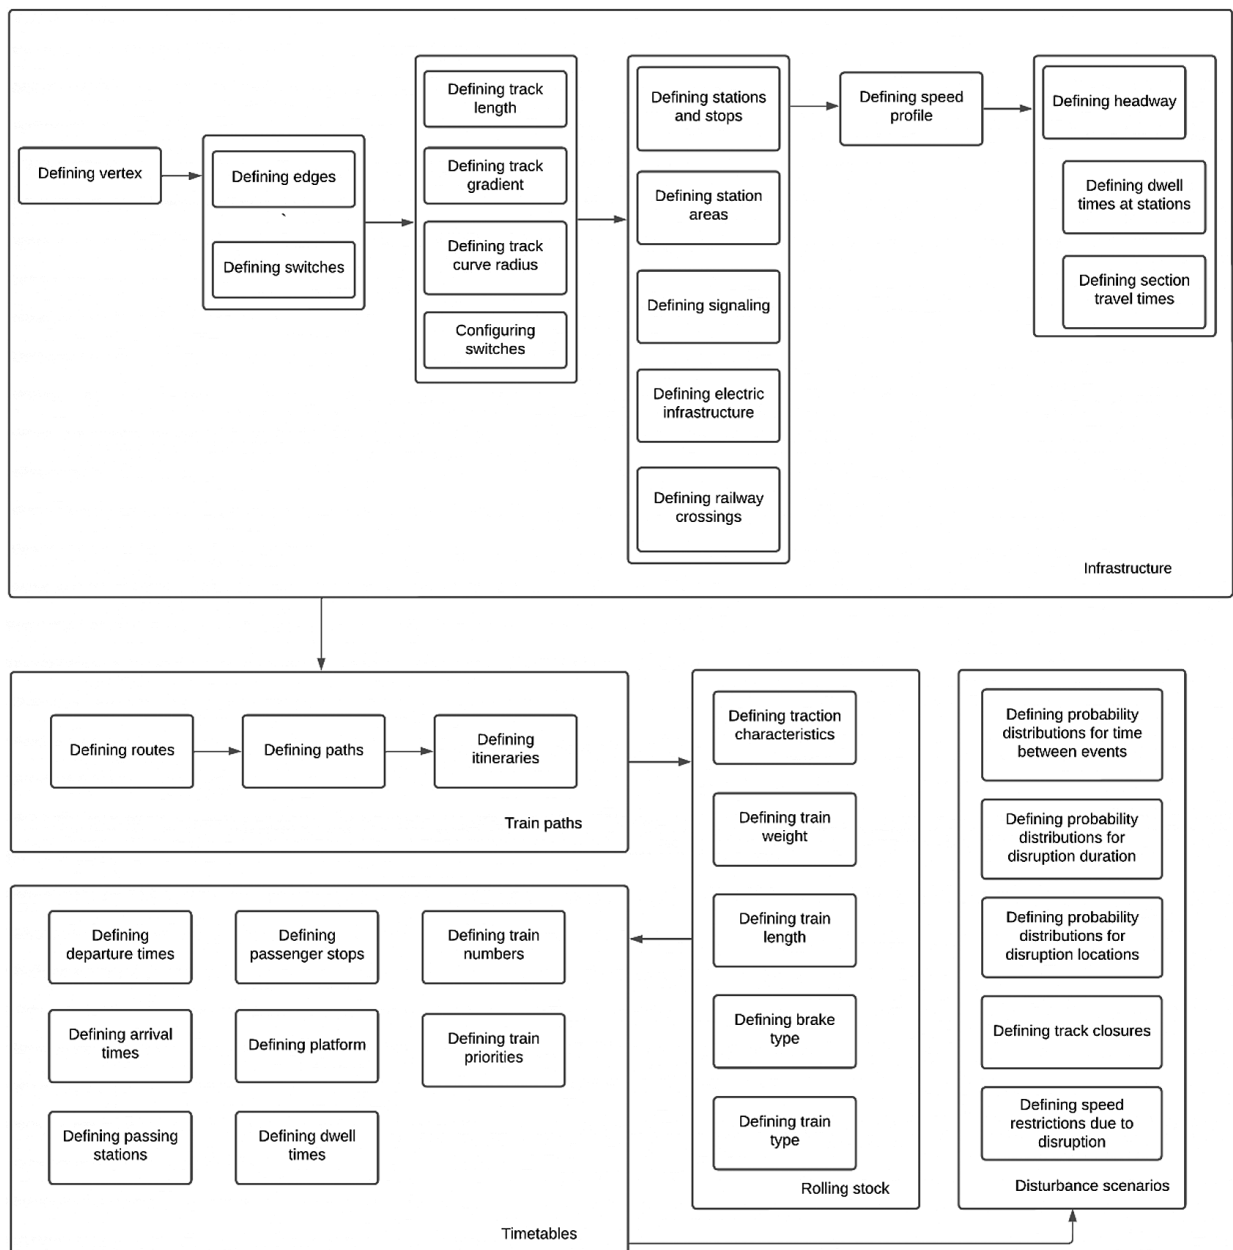 Defining vertex
Defining edges
`
Defining switches
Defining track
length
Defining track
gradient
Defining track
curve radius
Configuring
switches
Defining stations
and stops
Defining station
areas
Defining signaling
Defining electric
infrastructure
Defining railway
crossings
Defining speed
profile
Defining headway
Defining dwell
times at stations
Defining section
travel times
Infrastructure
Defining routes
Defining paths
Defining
itineraries
Train paths
Defining traction
characteristics
Defining train
weight
Defining train
length
Defining brake
type
Defining train
type
Rolling stock
Defining
departure times
Defining
passenger stops
Defining train
numbers
Defining arrival
times
Defining platform
Defining train
priorities
Defining passing
stations
Defining dwell
times
Timetables
Defining probability
distributions for time
between events
Defining probability
distributions for
disruption duration
Defining probability
distributions for
disruption locations
Defining track closures
Defining speed
restrictions due to
disruption
Disturbance scenarios